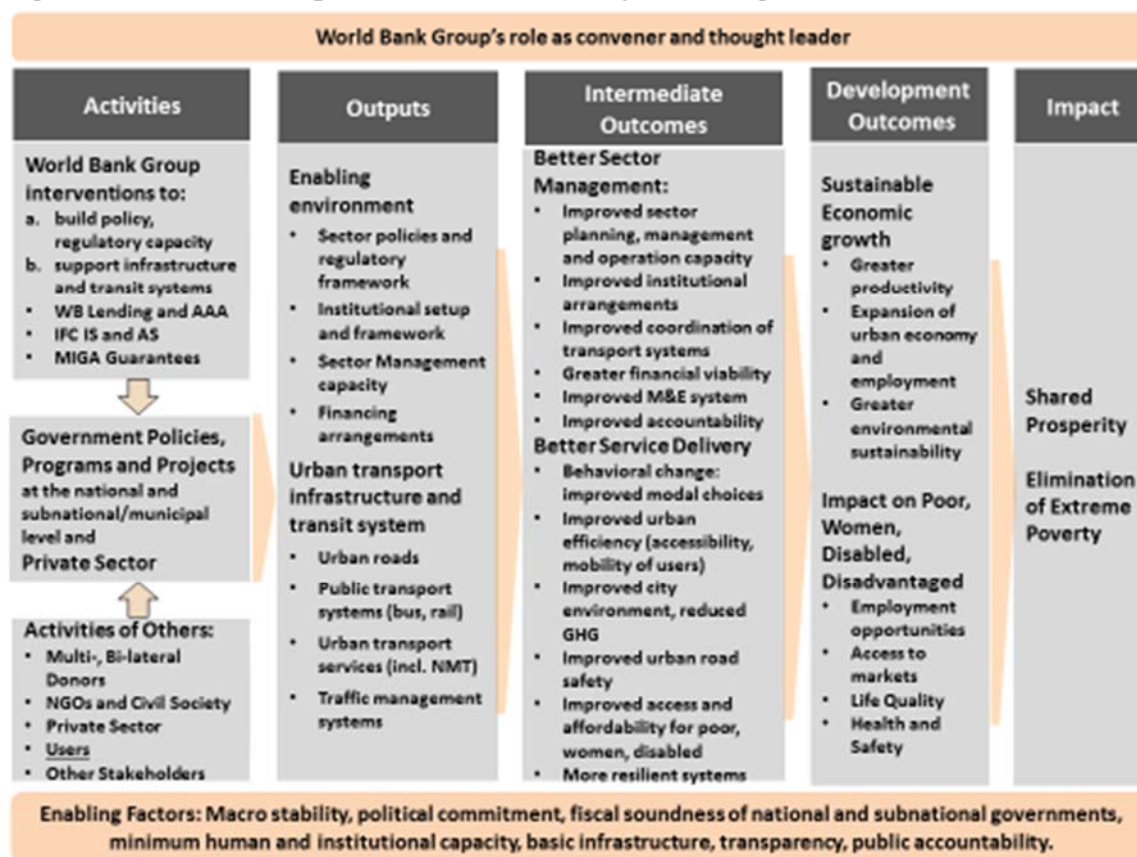 World Bank Group's role as convener and thought leader
Activities
World Bank Group
interventions to:
a. build policy,
regulatory capacity
b. support infrastructure
and transit systems
• WB Lending and AAA
• IFC IS and AS
• MIGA Guarantees
Government Policies,
Programs and Projects
at the national and
subnational/municipal
level and
Private Sector
Activities of Others:
• Multi-, Bi-lateral
Donors
• NGOs and Civil Society
• Private Sector
• Users
• Other Stakeholders
Outputs
Enabling
environment
• Sector policies and
regulatory
framework
• Institutional setup
and framework
• Sector Management
capacity
• Financing
arrangements
Urban transport
infrastructure and
transit system
• Urban roads
• Public transport
systems (bus, rail)
• Urban transport
services (incl. NMT)
• Traffic management
systems
Intermediate
Outcomes
Better Sector
Management:
• Improved sector
planning, management
and operation capacity
• Improved institutional
arrangements
• Improved coordination of
transport systems
• Greater financial viability
• Improved M&E system
• Improved accountability
Better Service Delivery
• Behavioral change:
improved modal choices
• Improved urban
efficiency (accessibility,
mobility of users)
• Improved city
environment, reduced
GHG
• Improved urban road
safety
• Improved access and
affordability for poor,
women, disabled
• More resilient systems
Development
Outcomes
Sustainable
Economic
growth
• Greater
productivity
• Expansion of
urban economy
and
employment
• Greater
environmental
sustainability
Impact on Poor,
Women,
Disabled,
Disadvantaged
• Employment
opportunities
• Access to
markets
• Life Quality
• Health and
Safety
Impact
Shared
Prosperity
Elimination
of Extreme
Poverty
Enabling Factors: Macro stability, political commitment, fiscal soundness of national and subnational governments,
minimum human and institutional capacity, basic infrastructure, transparency, public accountability.